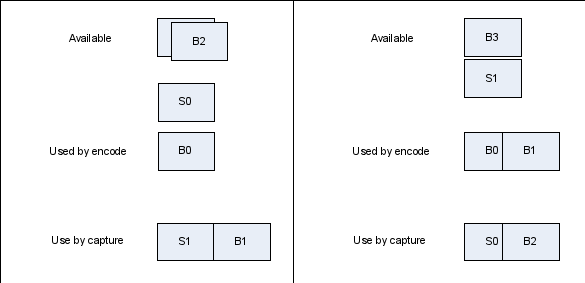 Available
B2
S0
Used by encode
B0
Use by capture
S1 B1
Available
B3
S1
Used by encode
B0 B1
Use by capture
S0 B2